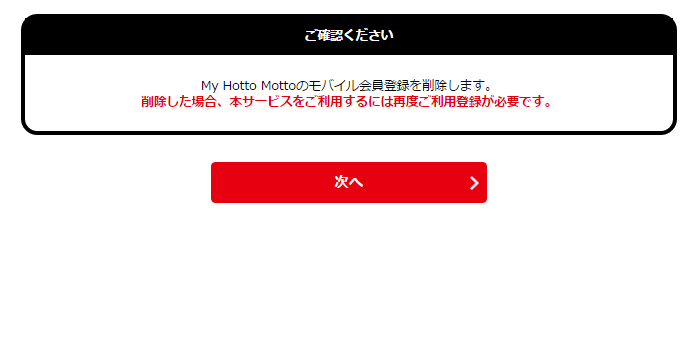 ご確認ください
My Hotto Mottoのモバイル会員登録を削除します。
削除した場合、本サービスをご利用するには再度ご利用登録が必要です。
次へ